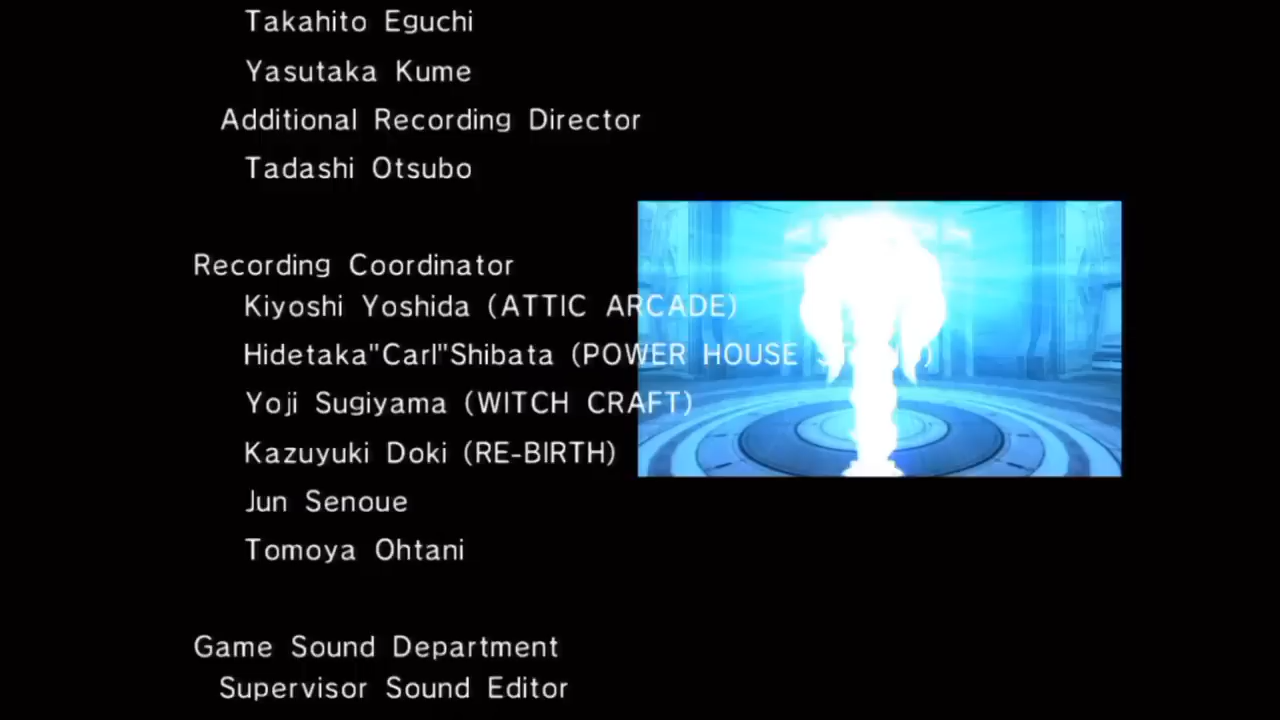 Takahito Eguchi
Yasutaka Kume
Additional Recording Director
Tadashi Otsubo
Recording Coordinator
Kiyoshi Yoshida (ATTIC ARCADE)
Hidetaka"Carl"Shibata (POWER HOUSE
Yoji Sugiyama (WITCH CRAFT)
Kazuyuki Doki (RE-BIRTH)
Jun Senoue
Tomoya Ohtani
Game Sound Department
Supervisor Sound Editor